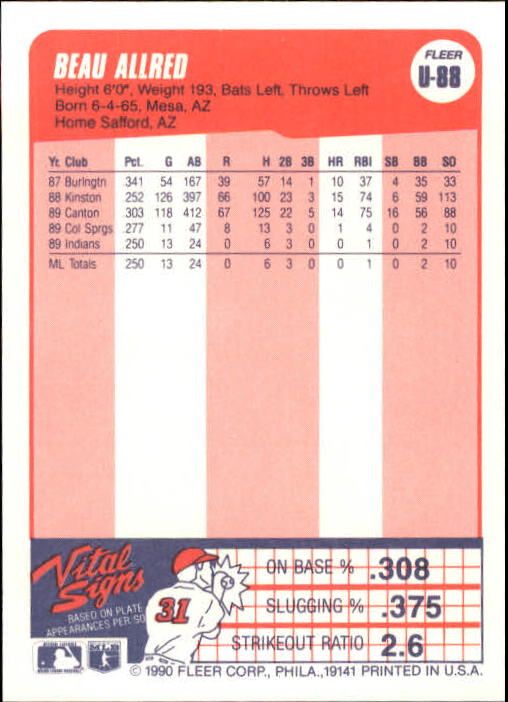 BEAU ALLRED
FLEER
U-88
Height 6'0", Weight 193, Bats Left, Throws Left
Born 6-4-65, Mesa, AZ
Home Safford, AZ
Yr. Club Pct. G AB R H 2B 3B HR RBI SB BB SO
87 Burlngtn .341 54 167 39 57 14 1 10 37 4 35 33
88 Kinston .252 126 397 66 100 23 3 15 74 6 59 113
89 Canton .303 118 412 67 125 22 5 14 75 16 56 88
89 Col Sprgs .277 11 47 8 13 3 0 1 4 0 2 10
89 Indians .250 13 24 0 6 3 0 0 1 0 2 10
ML Totals .250 13 24 0 6 3 0 0 1 0 2 10
Vital
Signs
BASED ON PLATE
APPEARANCES PER SO
31
ON BASE % .308
SLUGGING % .375
STRIKEOUT RATIO 2.6
MLB
© 1990 FLEER CORP., PHILA., 19141 PRINTED IN U.S.A.